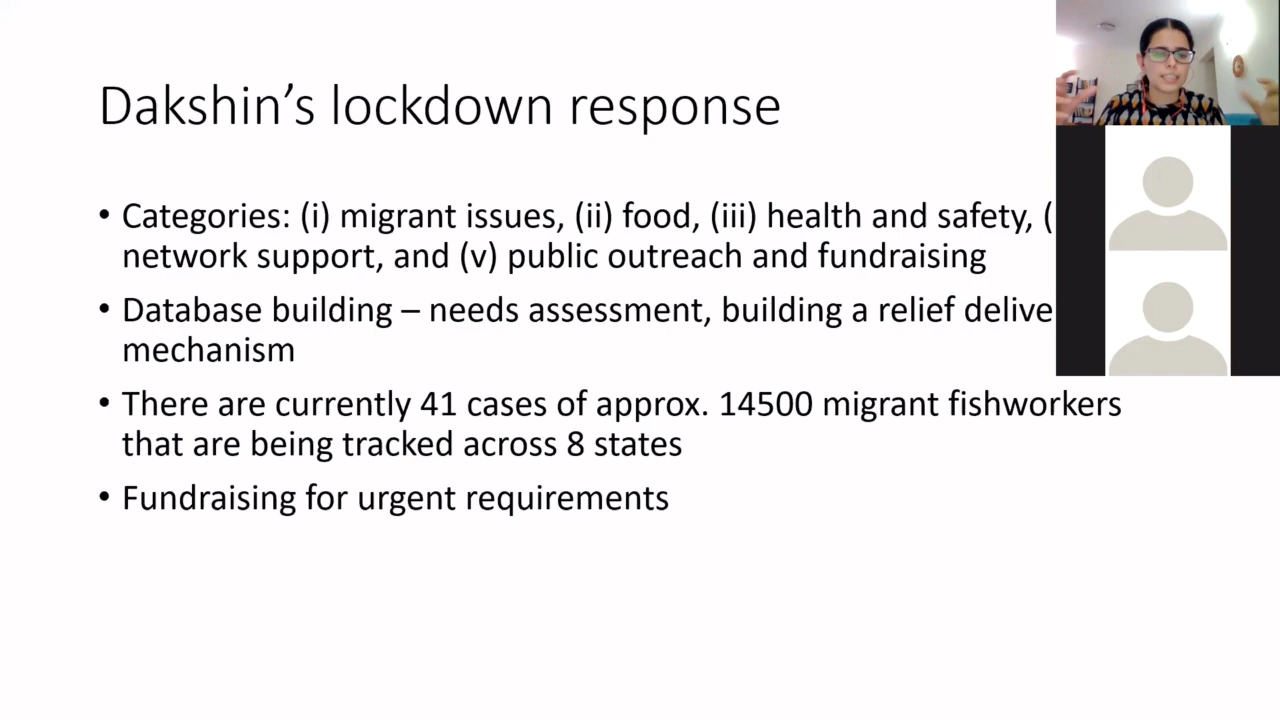 Dakshin’s lockdown response
• Categories: (i) migrant issues, (ii) food, (iii) health and safety, (
network support, and (v) public outreach and fundraising
• Database building – needs assessment, building a relief delive
mechanism
• There are currently 41 cases of approx. 14500 migrant fishworkers
that are being tracked across 8 states
• Fundraising for urgent requirements